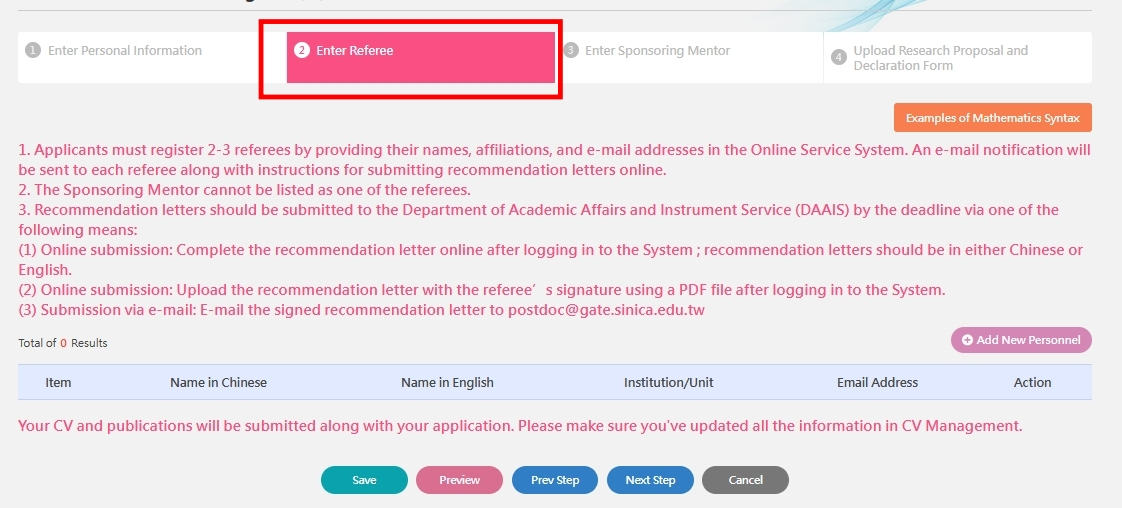 1 Enter Personal Information
2 Enter Referee
3 Enter Sponsoring Mentor
4 Upload Research Proposal and
Declaration Form
Examples of Mathematics Syntax
1. Applicants must register 2-3 referees by providing their names, affiliations, and e-mail addresses in the Online Service System. An e-mail notification will
be sent to each referee along with instructions for submitting recommendation letters online.
2. The Sponsoring Mentor cannot be listed as one of the referees.
3. Recommendation letters should be submitted to the Department of Academic Affairs and Instrument Service (DAAIS) by the deadline via one of the
following means:
(1) Online submission: Complete the recommendation letter online after logging in to the System ; recommendation letters should be in either Chinese or
English.
(2) Online submission: Upload the recommendation letter with the referee’s signature using a PDF file after logging in to the System.
(3) Submission via e-mail: E-mail the signed recommendation letter to postdoc@gate.sinica.edu.tw
Total of 0 Results
Add New Personnel
Item Name in Chinese Name in English Institution/Unit Email Address Action
Your CV and publications will be submitted along with your application. Please make sure you've updated all the information in CV Management.
Save Preview Prev Step Next Step Cancel